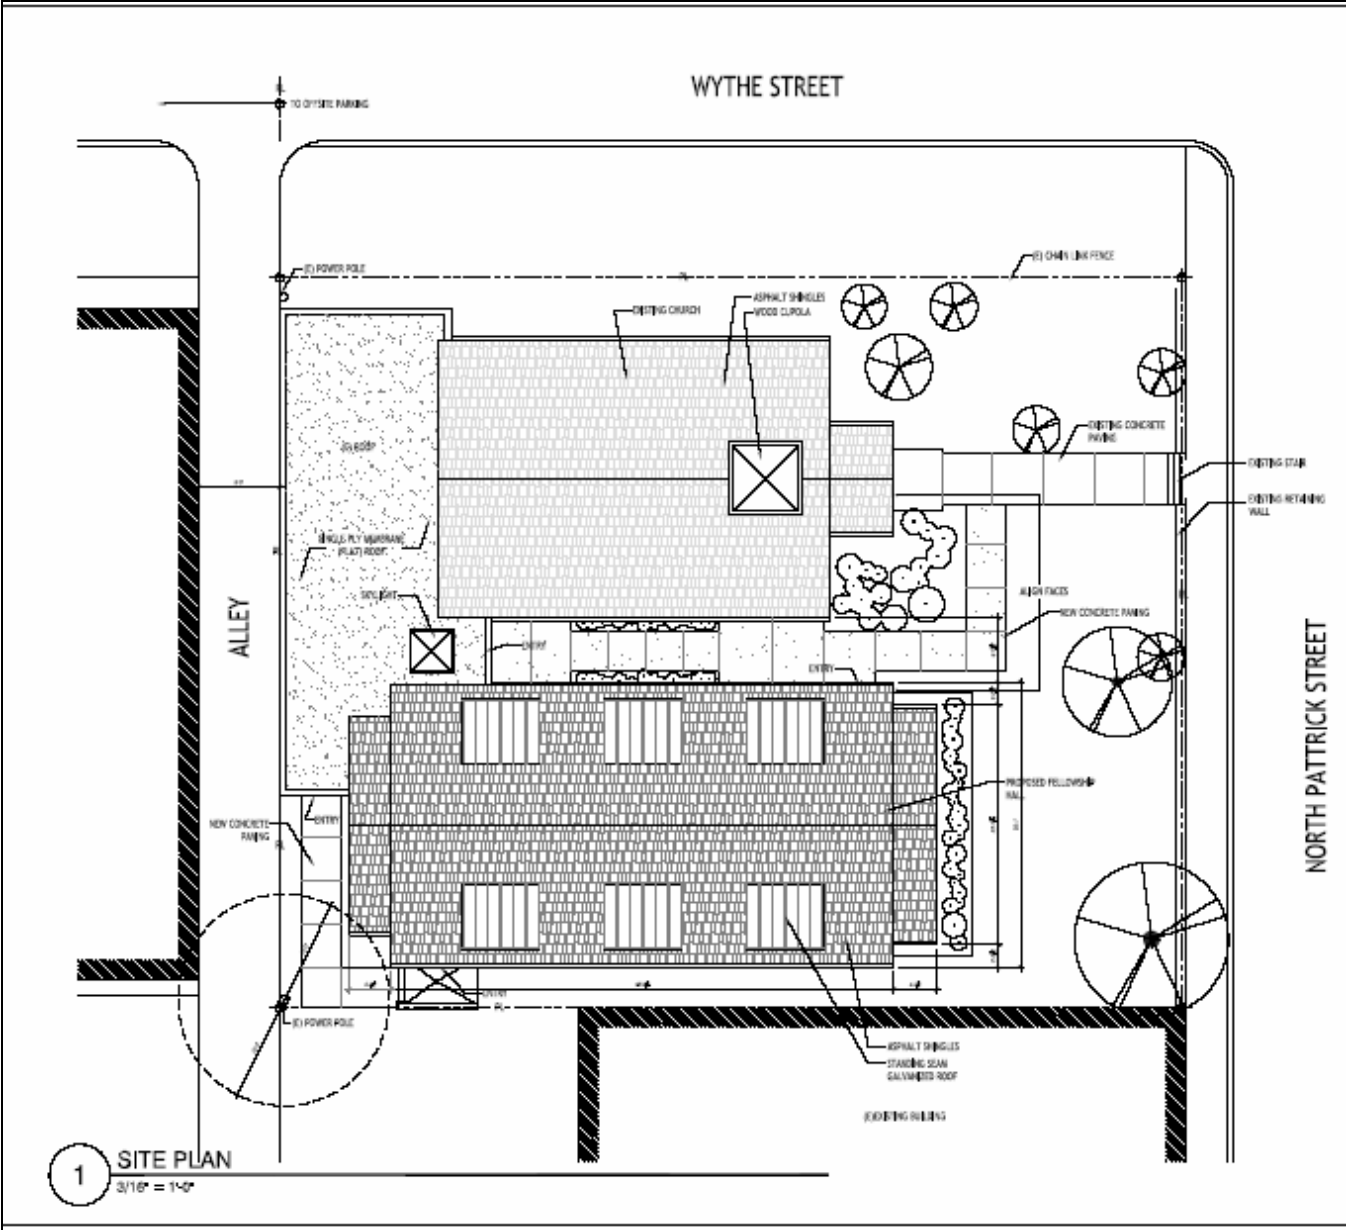 WYTHE STREET
TO OFFSITE PARKING
(E) CHAIN LINK FENCE
(E) POWER POLE
ASPHALT SHINGLES
WOOD CUPOLA
EXISTING CHURCH
EXISTING CONCRETE
PAVING
EXISTING STAIR
EXISTING RETAINING
WALL
SINGLE PLY MEMBRANE
(FLAT) ROOF
SKYLIGHT
ALIGN FACES
NEW CONCRETE PAVING
ALLEY
ENTRY
ENTRY
NORTH PATTRICK STREET
PROPOSED FELLOWSHIP
HALL
NEW CONCRETE
PAVING
ENTRY
ENTRY
PL
(E) POWER POLE
ASPHALT SHINGLES
STANDING SEAM
GALVANIZED ROOF
(E)EXISTING BUILDING
1
SITE PLAN
3/16" = 1'-0"